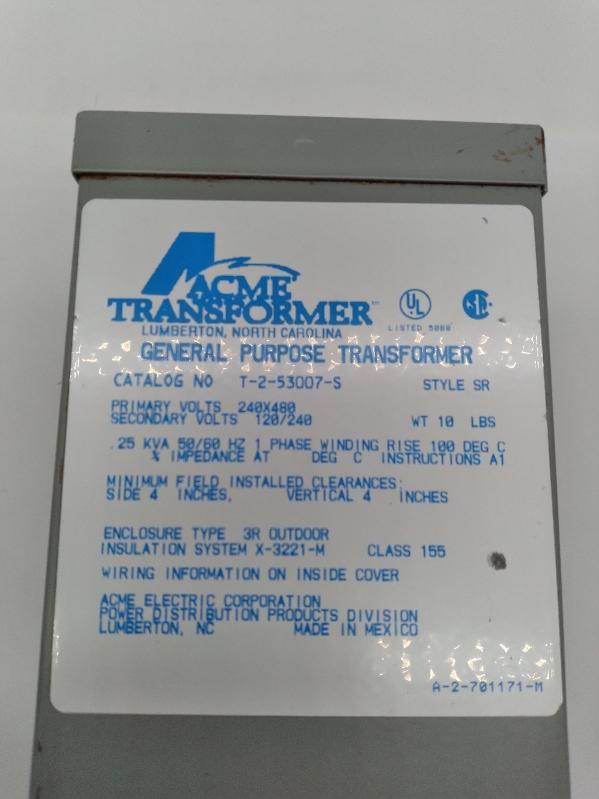 ACME
TRANSFORMER™
LUMBERTON, NORTH CAROLINA
UL
LISTED 508B
GENERAL PURPOSE TRANSFORMER
CATALOG NO T-2-53007-S STYLE SR
PRIMARY VOLTS 240X480
SECONDARY VOLTS 120/240 WT 10 LBS
.25 KVA 50/60 HZ 1 PHASE WINDING RISE 100 DEG C
% IMPEDANCE AT DEG C INSTRUCTIONS A1
MINIMUM FIELD INSTALLED CLEARANCES:
SIDE 4 INCHES, VERTICAL 4 INCHES
ENCLOSURE TYPE 3R OUTDOOR
INSULATION SYSTEM X-3221-M CLASS 155
WIRING INFORMATION ON INSIDE COVER
ACME ELECTRIC CORPORATION
POWER DISTRIBUTION PRODUCTS DIVISION
LUMBERTON, NC MADE IN MEXICO
A-2-701171-M